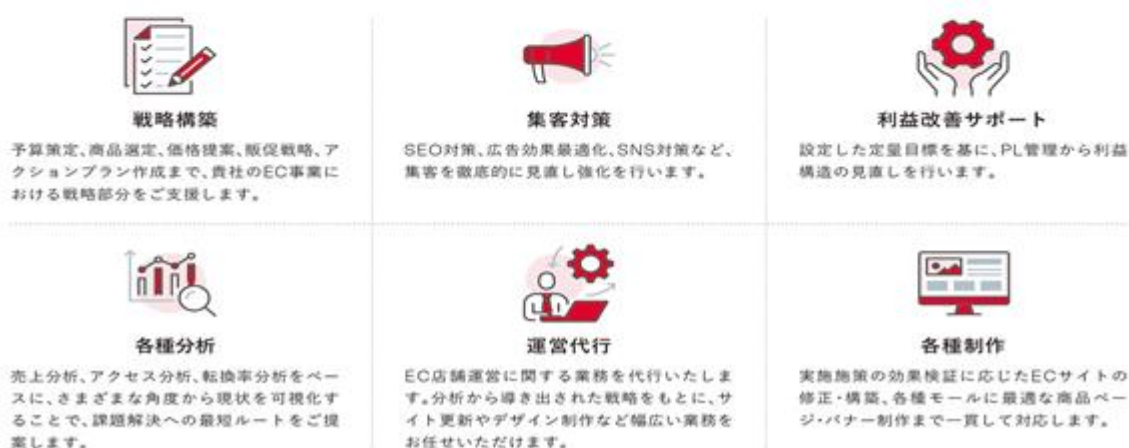 戦略構築
予算策定、商品選定、価格提案、販促戦略、ア
クションプラン作成まで、貴社のEC事業に
おける戦略部分をご支援します。
集客対策
SEO対策、広告効果最適化、SNS対策など、
集客を徹底的に見直し強化を行います。
利益改善サポート
設定した定量目標を基に、PL管理から利益
構造の見直しを行います。
各種分析
売上分析、アクセス分析、転換率分析をベー
スに、さまざまな角度から現状を可視化す
ることで、課題解決への最短ルートをご提
案します。
運営代行
EC店舗運営に関する業務を代行いたしま
す。分析から導き出された戦略をもとに、サ
イト更新やデザイン制作など幅広い業務を
お任せいただけます。
各種制作
実施施策の効果検証に応じたECサイトの
修正・構築、各種モールに最適な商品ペー
ジ・バナー制作まで一貫して対応します。